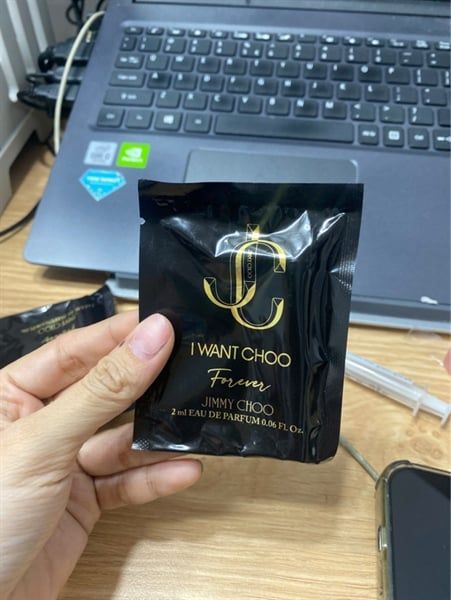 JC
I WANT CHOO
Forever
JIMMY CHOO
2 ml EAU DE PARFUM 0.06 FL Oz.